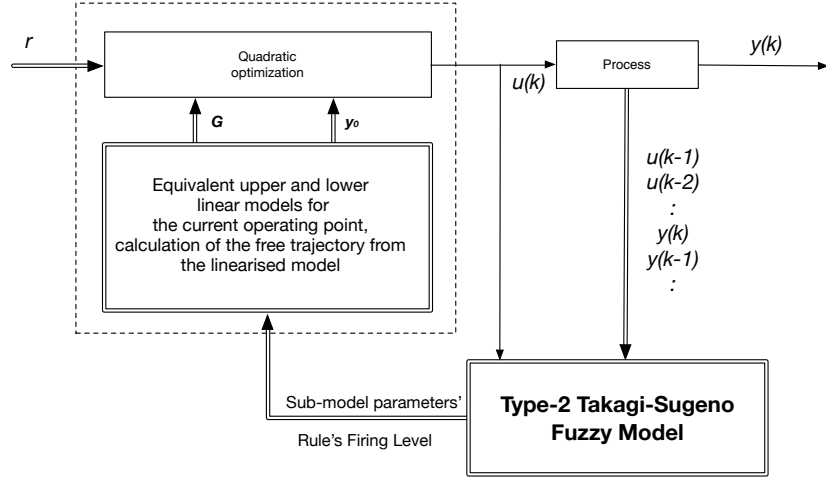 r
Quadratic
optimization
u(k)
Process
y(k)
G
y₀
Equivalent upper and lower
linear models for
the current operating point,
calculation of the free trajectory from
the linearised model
u(k-1)
u(k-2)
:
y(k)
y(k-1)
:
Sub-model parameters'
Rule's Firing Level
Type-2 Takagi-Sugeno
Fuzzy Model